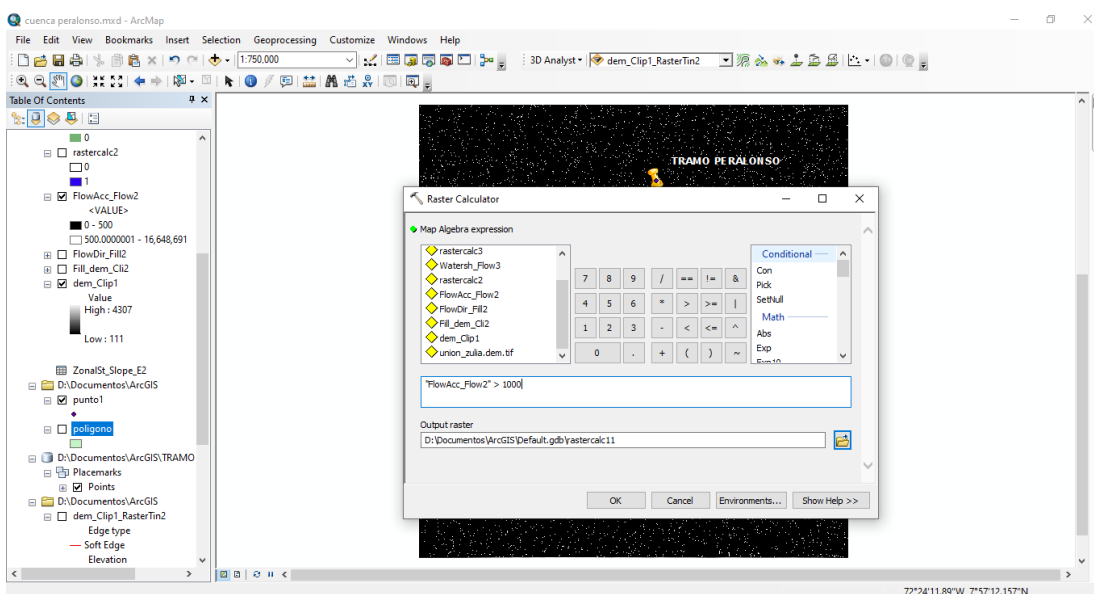 cuenca peralonso.mxd - ArcMap
File Edit View Bookmarks Insert Selection Geoprocessing Customize Windows Help
1:750,000
3D Analyst
dem_Clip1_RasterTin2
Table Of Contents
0
rastercalc2
0
1
FlowAcc_Flow2
<VALUE>
0 - 500
500.0000001 - 16,648,691
FlowDir_Fill2
Fill_dem_Cli2
dem_Clip1
Value
High : 4307
Low : 111
ZonalSt_Slope_E2
D:\Documentos\ArcGIS
punto1
poligono
D:\Documentos\ArcGIS\TRAMO
Placemarks
Points
D:\Documentos\ArcGIS
dem_Clip1_RasterTin2
Edge type
Soft Edge
Elevation
TRAMO PERALONSO
Raster Calculator
Map Algebra expression
rastercalc3
Watersh_Flow3
rastercalc2
FlowAcc_Flow2
FlowDir_Fill2
Fill_dem_Cli2
dem_Clip1
union_zulia.dem.tif
7 8 9 / == != &
4 5 6 * > >= |
1 2 3 - < <= ^
0 . + ( ) ~
Conditional
Con
Pick
SetNull
Math
Abs
Exp
Exp10
"FlowAcc_Flow2" > 1000
Output raster
D:\Documentos\ArcGIS\Default.gdb\rastercalc11
OK
Cancel
Environments...
Show Help >>
72°24'11.89"W 7°57'12.157"N